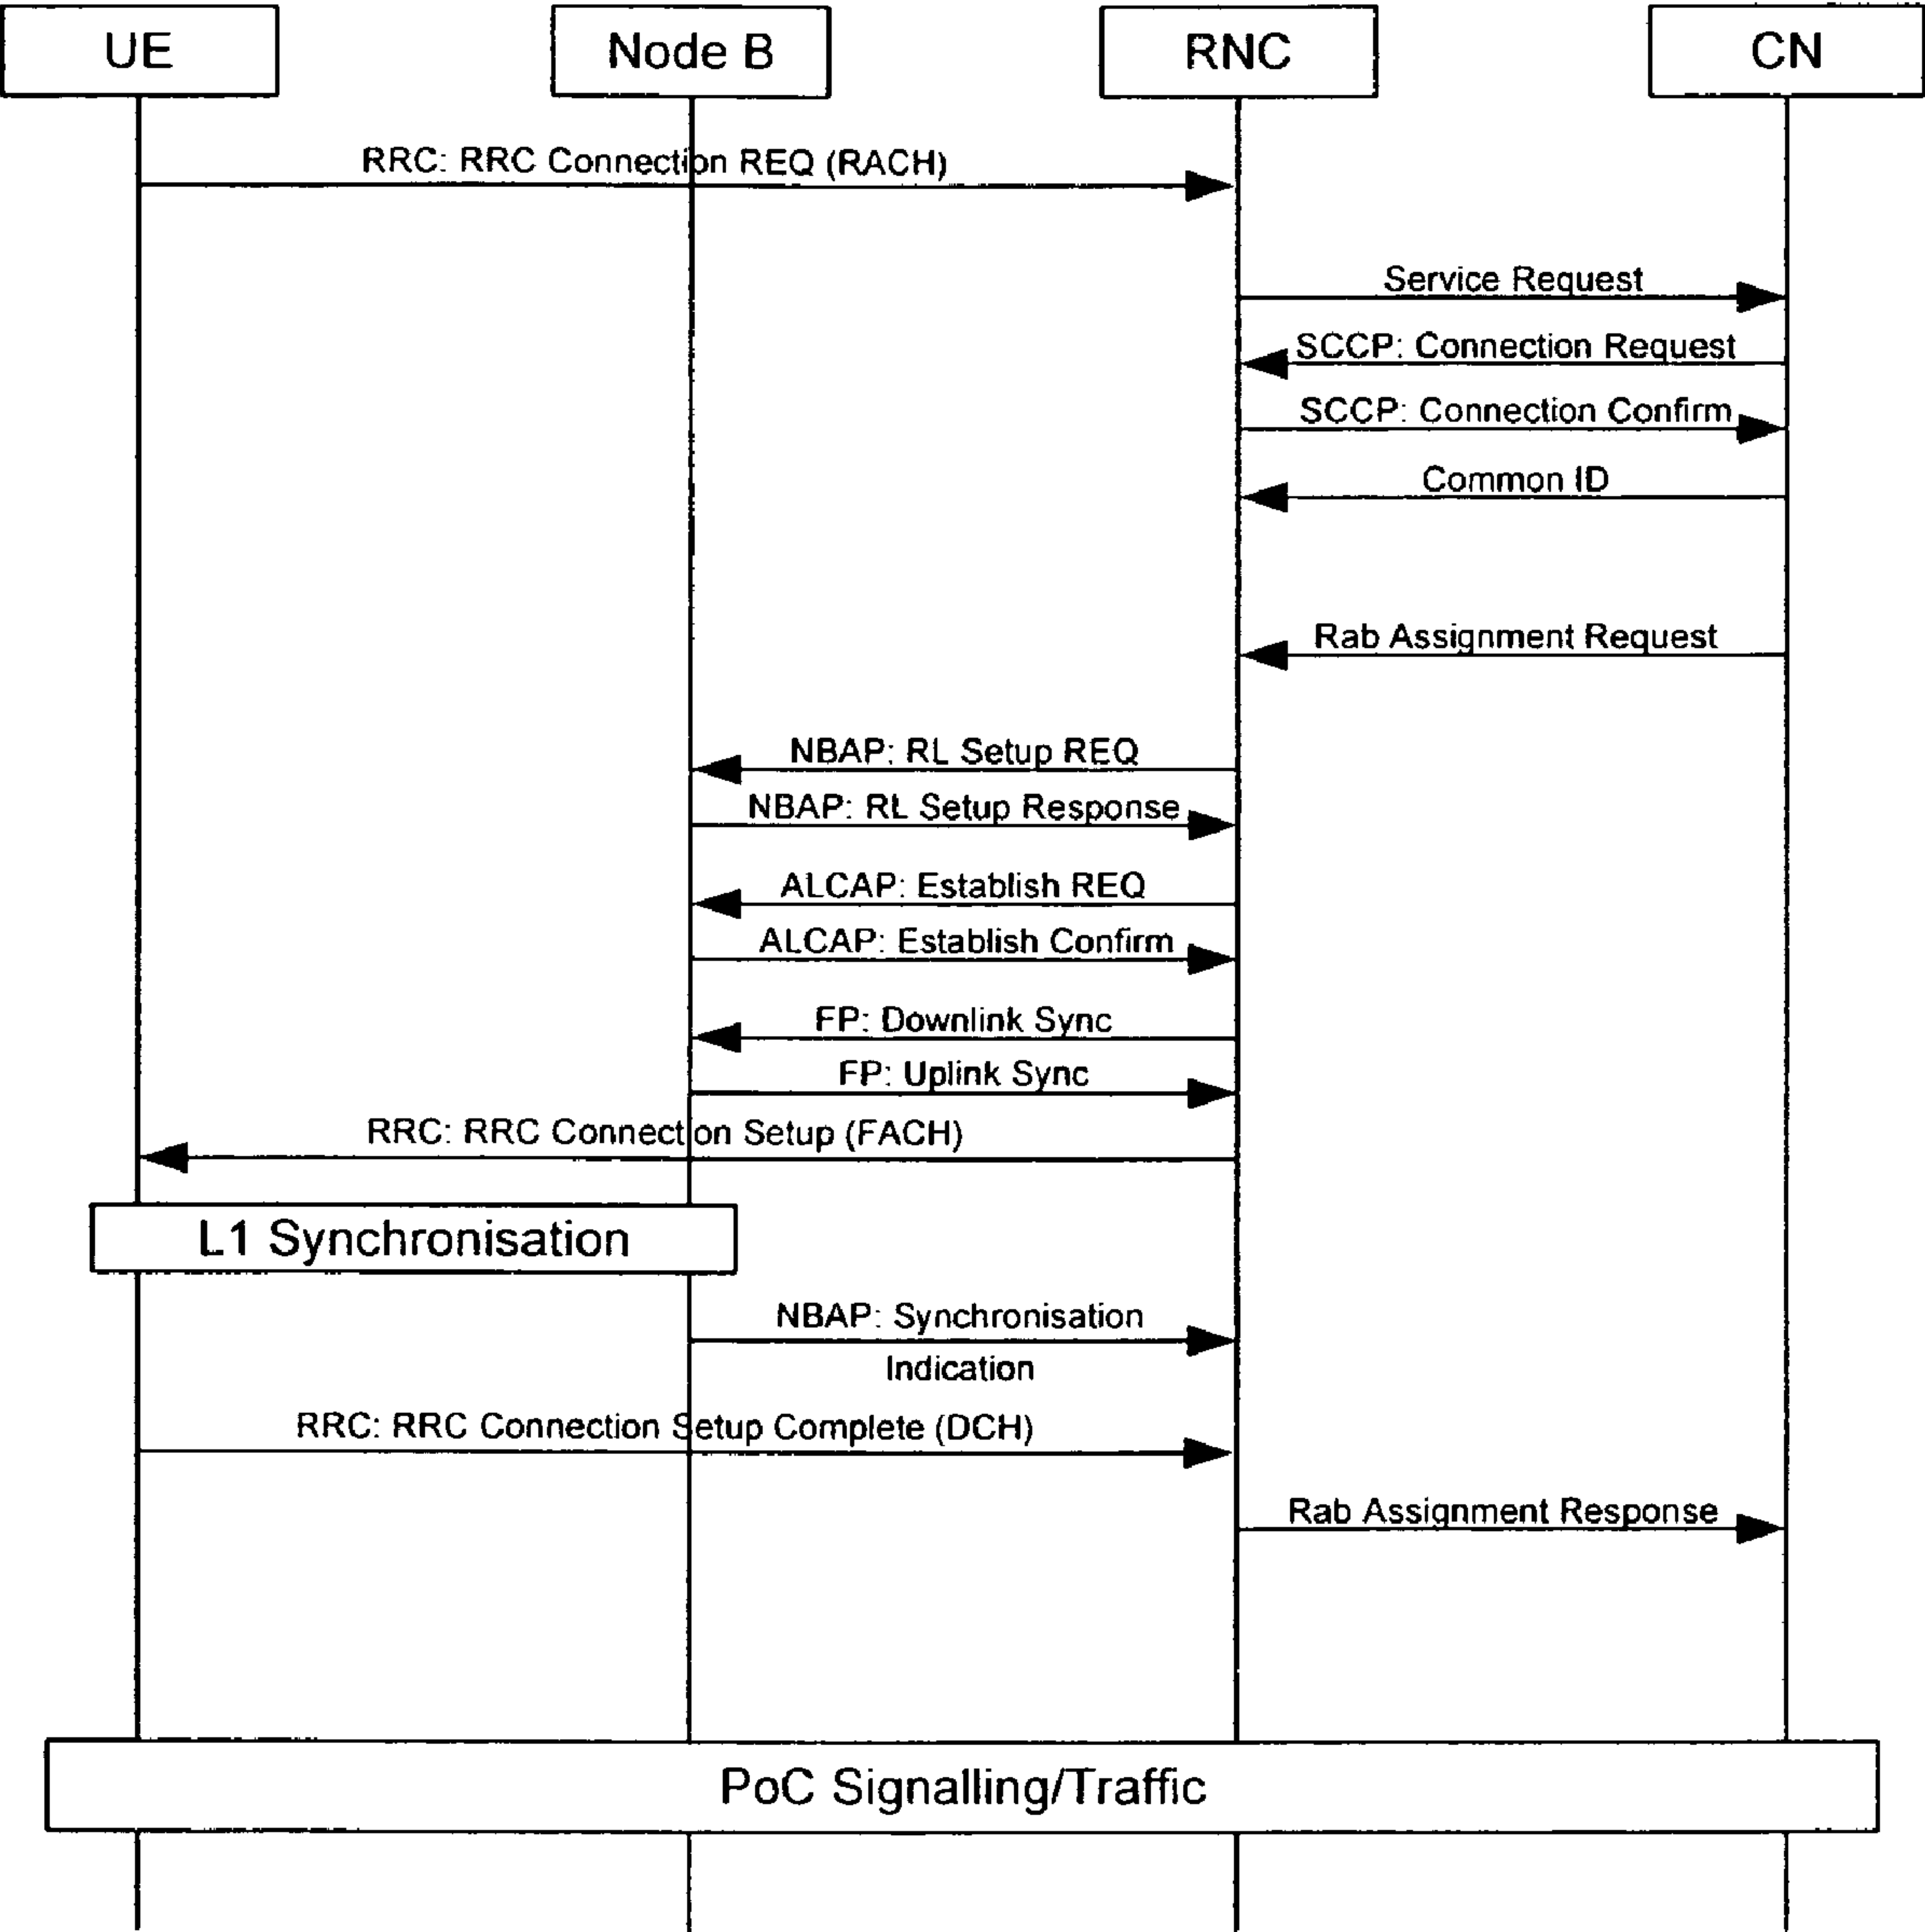 UE
Node B
RNC
CN
RRC: RRC Connection REQ (RACH)
Service Request
SCCP: Connection Request
SCCP: Connection Confirm
Common ID
Rab Assignment Request
NBAP: RL Setup REQ
NBAP: RL Setup Response
ALCAP: Establish REQ
ALCAP: Establish Confirm
FP: Downlink Sync
FP: Uplink Sync
RRC: RRC Connection Setup (FACH)
L1 Synchronisation
NBAP: Synchronisation
Indication
RRC: RRC Connection Setup Complete (DCH)
Rab Assignment Response
PoC Signalling/Traffic